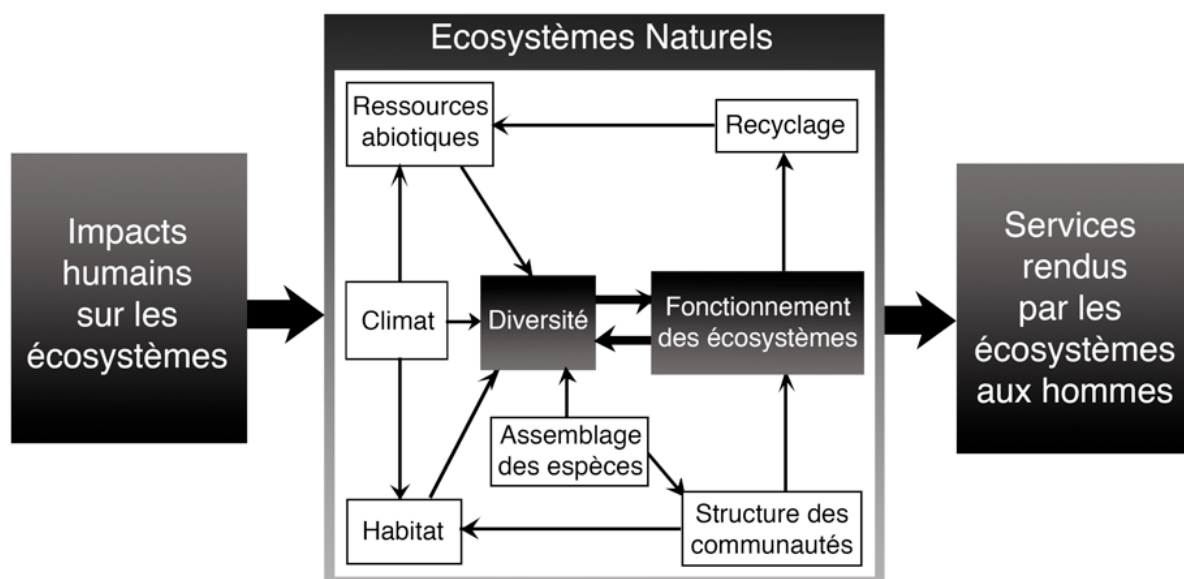 Ecosystèmes Naturels
Impacts
humains
sur les
écosystèmes
Ressources
abiotiques
Recyclage
Climat
Diversité
Fonctionnement
des écosystèmes
Assemblage
des espèces
Habitat
Structure des
communautés
Services
rendus
par les
écosystèmes
aux hommes